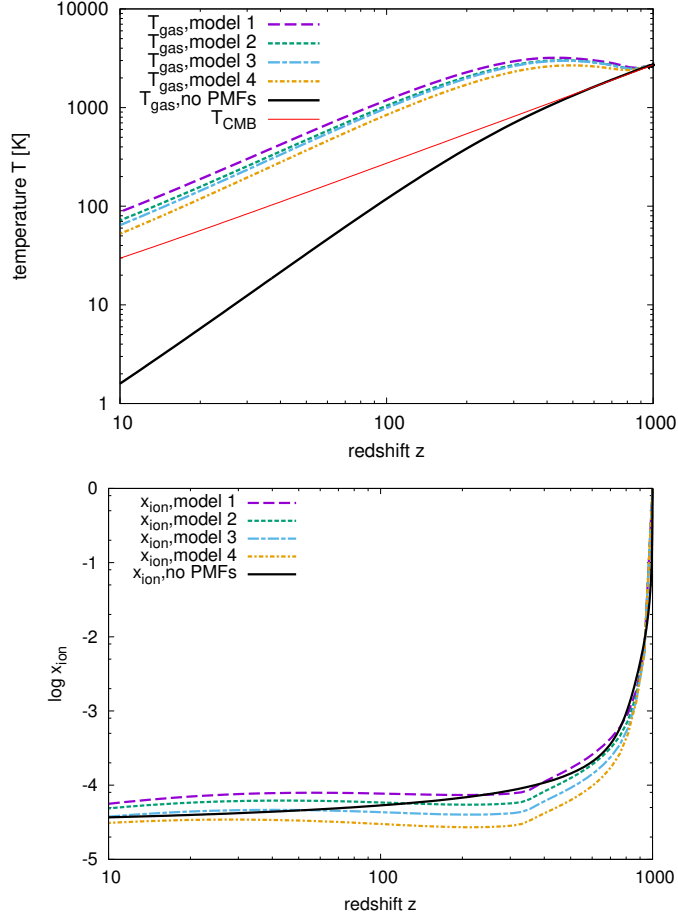 10000
1000
100
10
1
temperature T [K]
T_gas,model 1
T_gas,model 2
T_gas,model 3
T_gas,model 4
T_gas,no PMFs
T_CMB
10 100 1000
redshift z
0
-1
-2
-3
-4
-5
log x_ion
x_ion,model 1
x_ion,model 2
x_ion,model 3
x_ion,model 4
x_ion,no PMFs
10 100 1000
redshift z